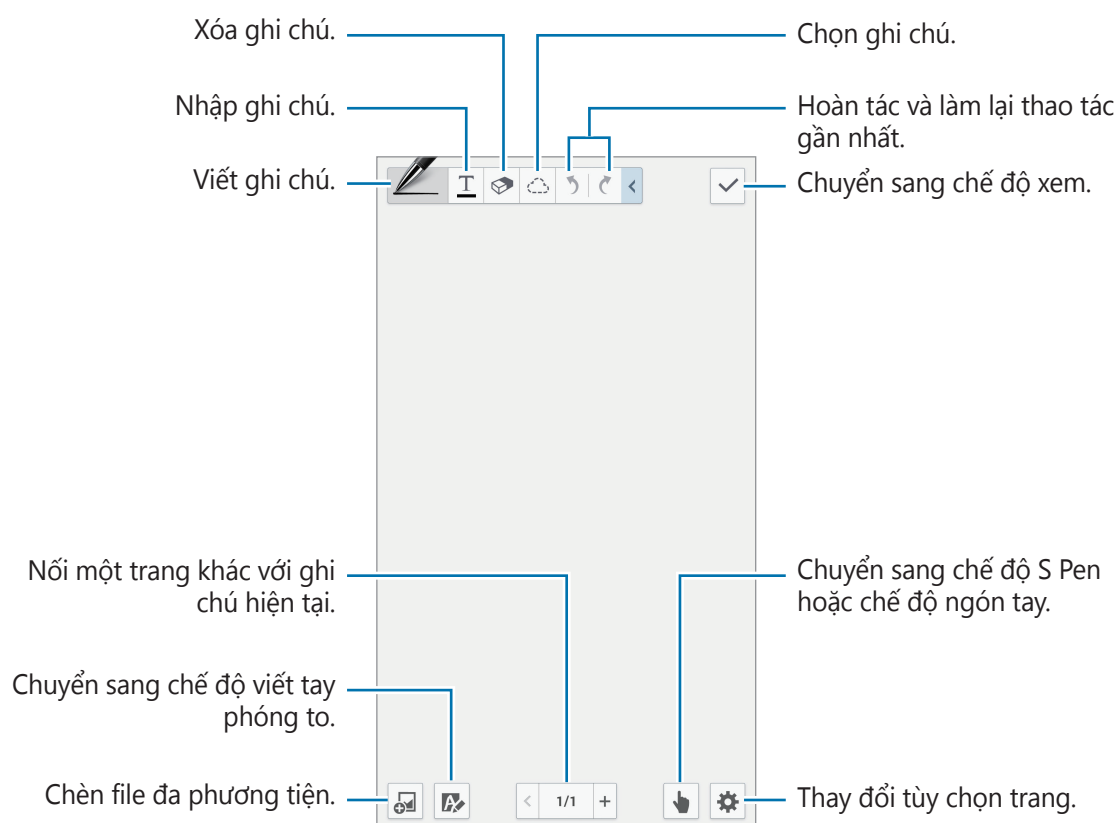 Xóa ghi chú.
Chọn ghi chú.
Nhập ghi chú.
Hoàn tác và làm lại thao tác
gần nhất.
Viết ghi chú.
T
Chuyển sang chế độ xem.
Nối một trang khác với ghi
chú hiện tại.
Chuyển sang chế độ S Pen
hoặc chế độ ngón tay.
Chuyển sang chế độ viết tay
phóng to.
Chèn file đa phương tiện.
A
< 1/1 +
Thay đổi tùy chọn trang.